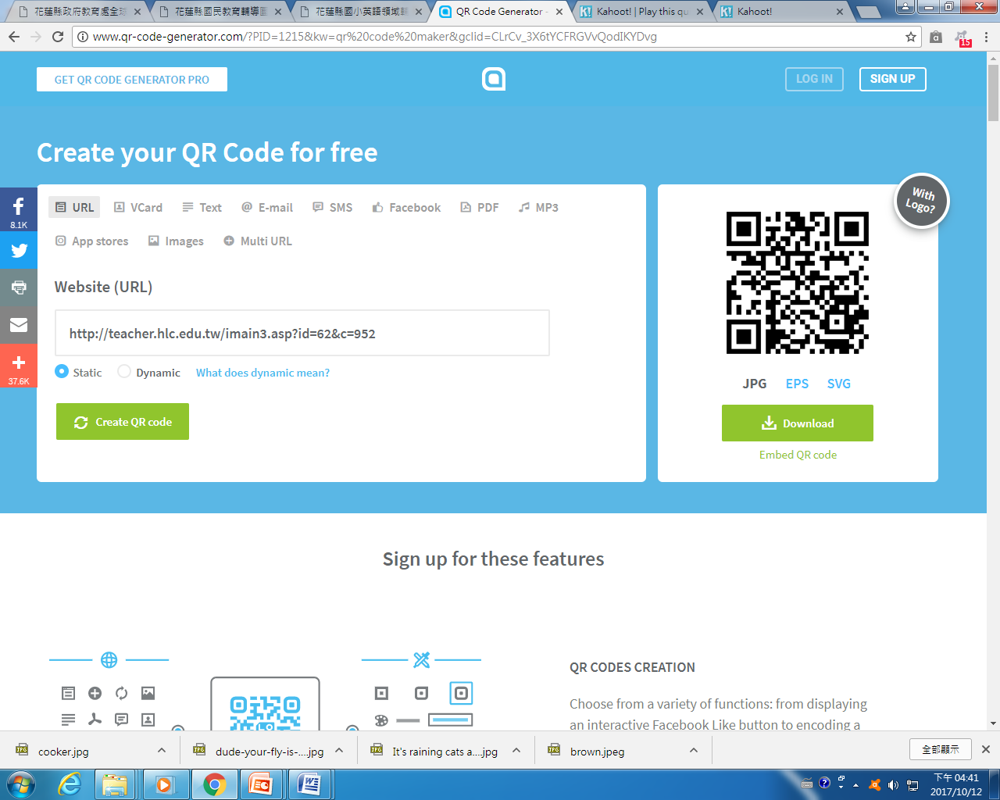 花蓮縣政府教育處全球
花蓮縣國民教育輔導團
花蓮縣國小英語領域輔
QR Code Generator -
Kahoot! | Play this qu
Kahoot!
www.qr-code-generator.com/?PID=1215&kw=qr%20code%20maker&gclid=CLrCv_3X6tYCFRGVvQodIKYDvg
15
GET QR CODE GENERATOR PRO
LOG IN
SIGN UP
Create your QR Code for free
8.1K
37.6K
URL
VCard
Text
E-mail
SMS
Facebook
PDF
MP3
App stores
Images
Multi URL
Website (URL)
http://teacher.hlc.edu.tw/imain3.asp?id=62&c=952
Static
Dynamic
What does dynamic mean?
Create QR code
With
Logo?
JPG
EPS
SVG
Download
Embed QR code
Sign up for these features
QR CODES CREATION
Choose from a variety of functions: from displaying
an interactive Facebook Like button to encoding a
cooker.jpg
dude-your-fly-is-....jpg
It's raining cats a....jpg
brown.jpeg
全部顯示
下午 04:41
2017/10/12